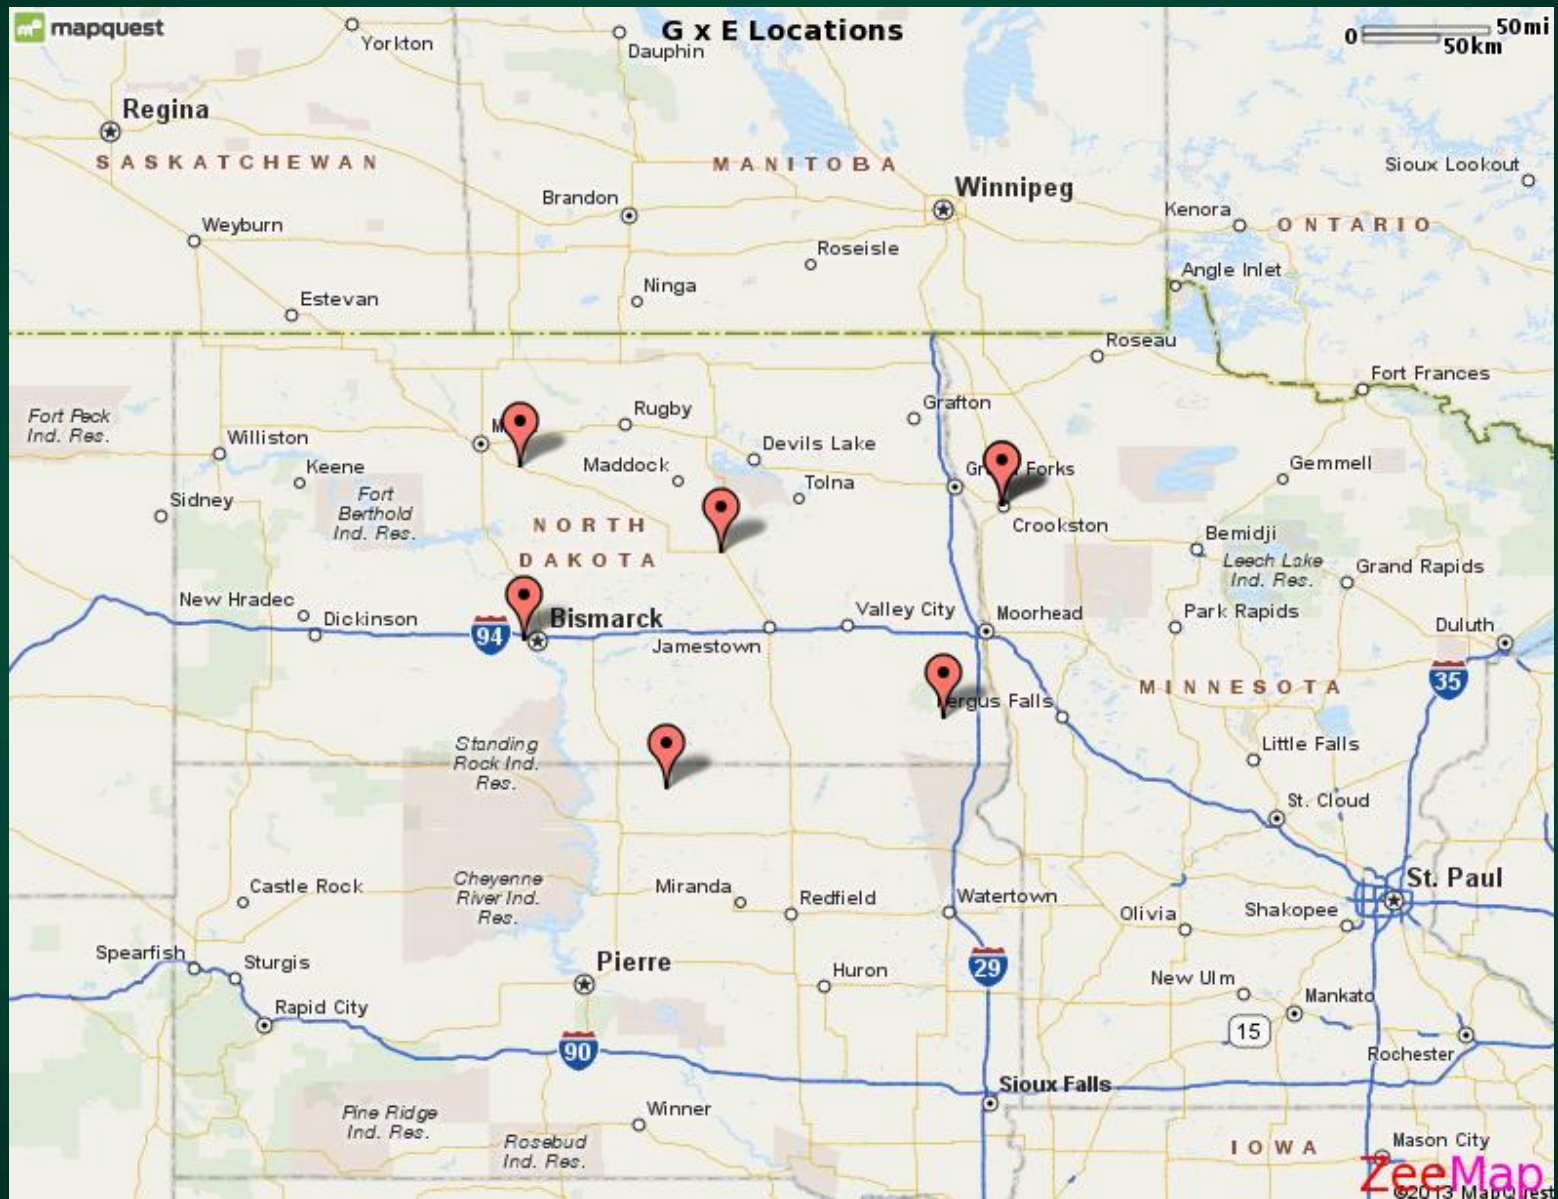 mapquest
G x E Locations
0
50mi
50km
Yorkton
Dauphin
Regina
SASKATCHEWAN
MANITOBA
Sioux Lookout
Winnipeg
Brandon
Kenora
ONTARIO
Weyburn
Roseisle
Angle Inlet
Ninga
Estevan
Roseau
Fort Frances
Fort Peck
Ind. Res.
Rugby
Grafton
Williston
Devils Lake
Keene
Maddock
Forks
Gemmell
Tolna
Sidney
Fort
Berthold
Ind. Res.
NORTH
DAKOTA
Crookston
Bemidji
Leech Lake
Ind. Res.
Grand Rapids
New Hradec
Dickinson
94
Bismarck
Jamestown
Valley City
Moorhead
Park Rapids
Duluth
MINNESOTA
35
Falls
Standing
Rock Ind.
Res.
Little Falls
St. Cloud
Castle Rock
Cheyenne
River Ind.
Res.
Miranda
Redfield
Watertown
St. Paul
Olivia
Shakopee
Spearfish
Sturgis
Pierre
Huron
29
New Ulm
Mankato
Rapid City
15
90
Rochester
Sioux Falls
Pine Ridge
Ind. Res.
Winner
Rosebud
Ind. Res.
IOWA
Mason City
ZeeMap
©2013 MapQuest